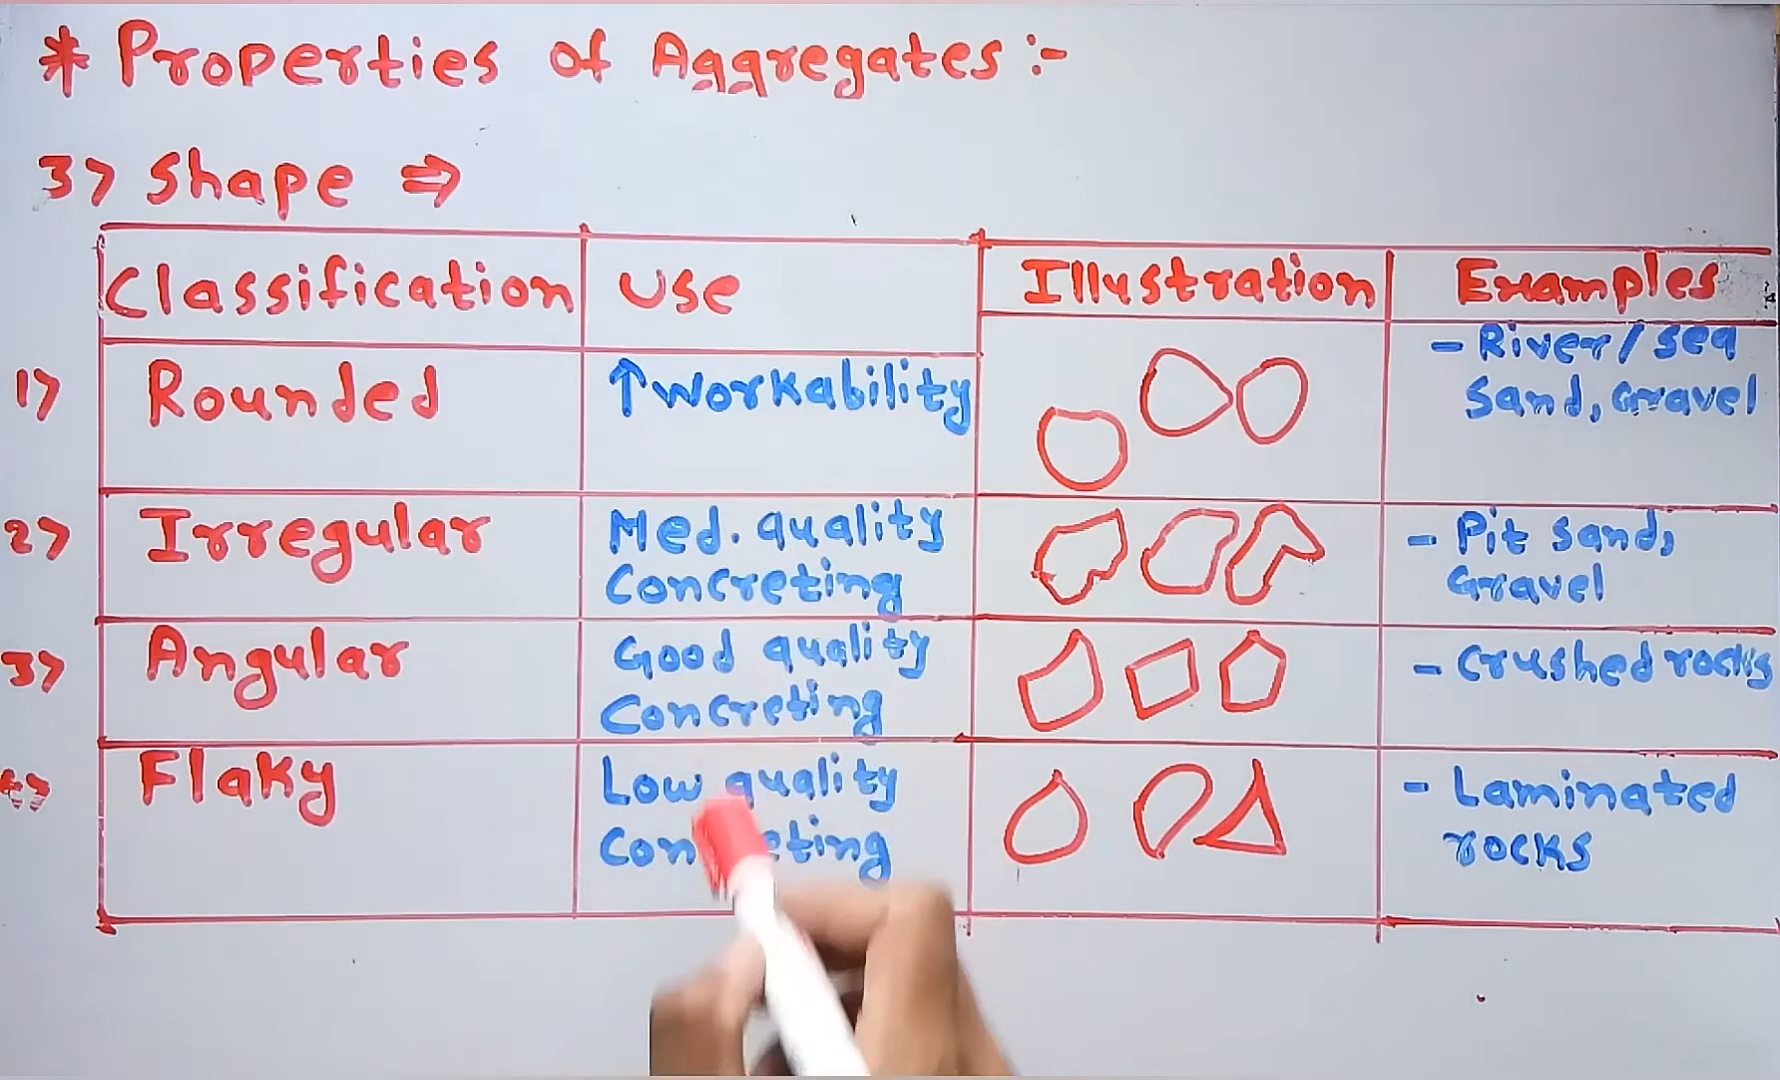 * Properties of Aggregates :-
3> Shape ⇒
Classification Use Illustration Examples
1> Rounded ↑Workability - River/sea
Sand, Gravel
2> Irregular Med. quality - Pit sand,
Concreting Gravel
3> Angular Good quality - Crushed rocks
Concreting
4> Flaky Low quality - Laminated
rocks